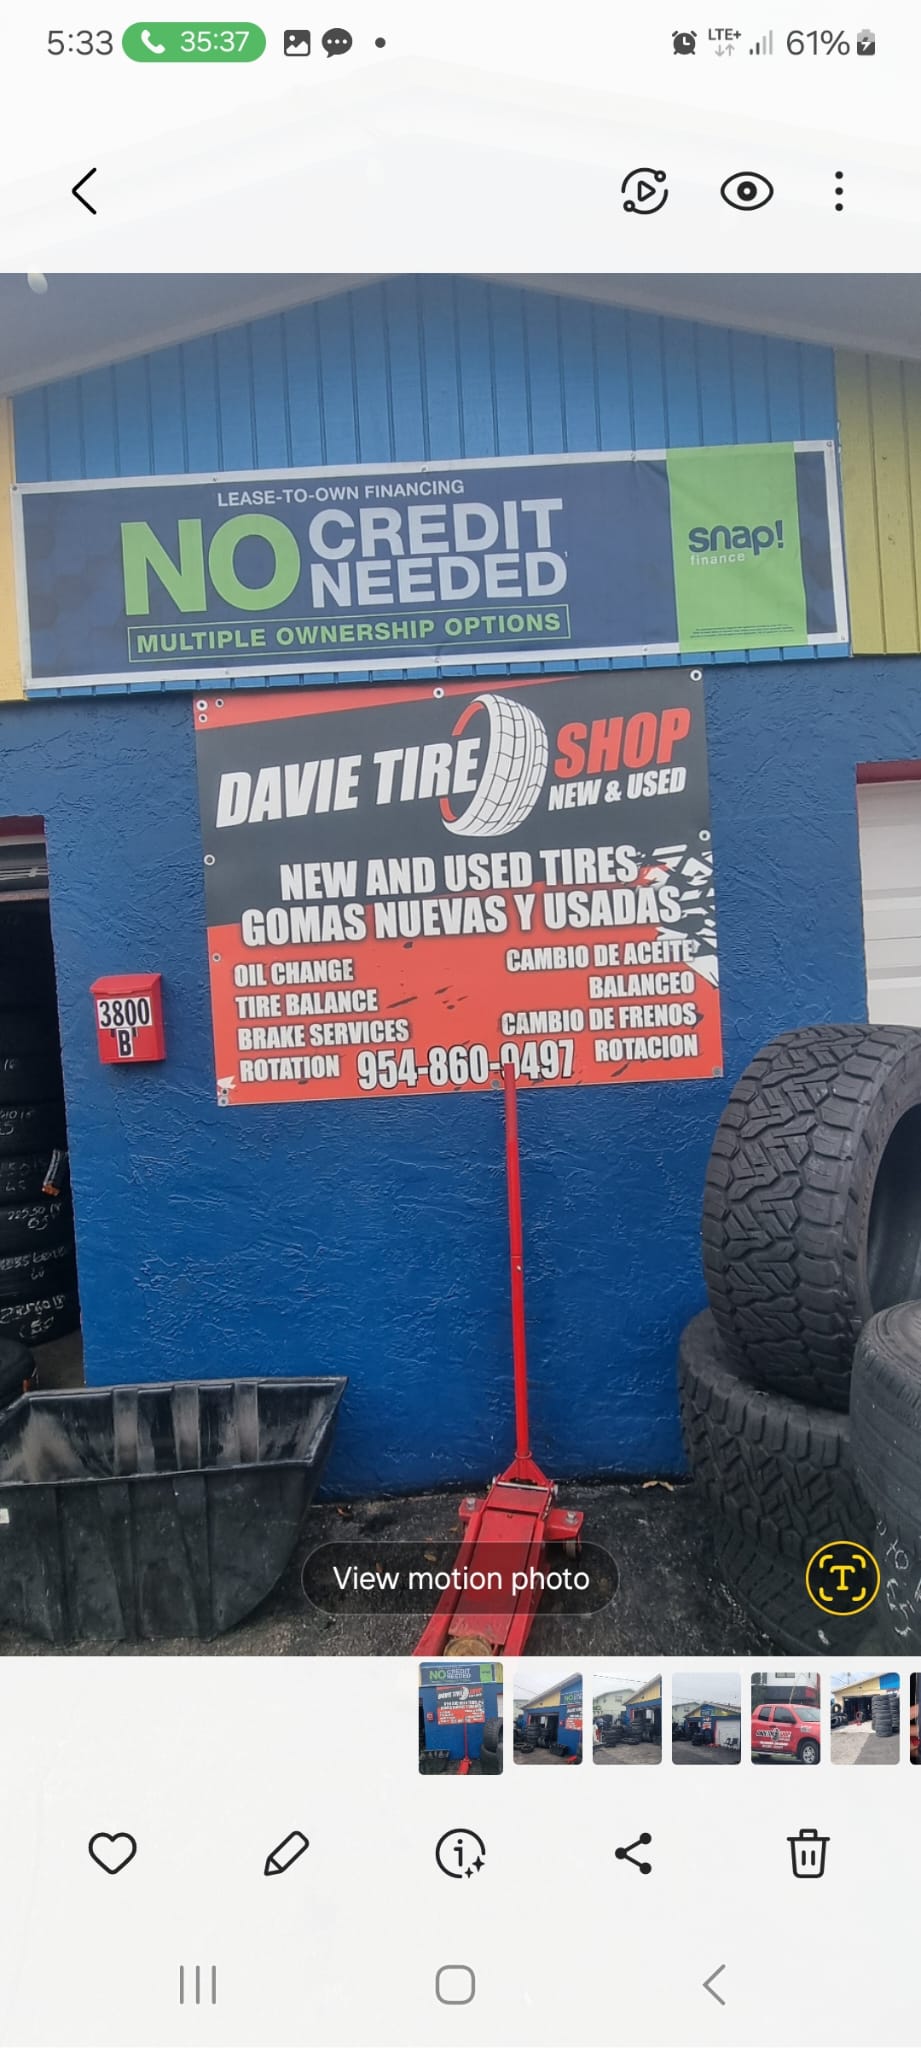 5:33 35:37 LTE+ 61%
LEASE-TO-OWN FINANCING
NO CREDIT NEEDED
MULTIPLE OWNERSHIP OPTIONS
snap!
finance
DAVIE TIRE SHOP
NEW & USED
NEW AND USED TIRES
GOMAS NUEVAS Y USADAS
OIL CHANGE
TIRE BALANCE
BRAKE SERVICES
ROTATION
CAMBIO DE ACEITE
BALANCEO
CAMBIO DE FRENOS
ROTACION
954-860-9497
3800
'B'
View motion photo
T